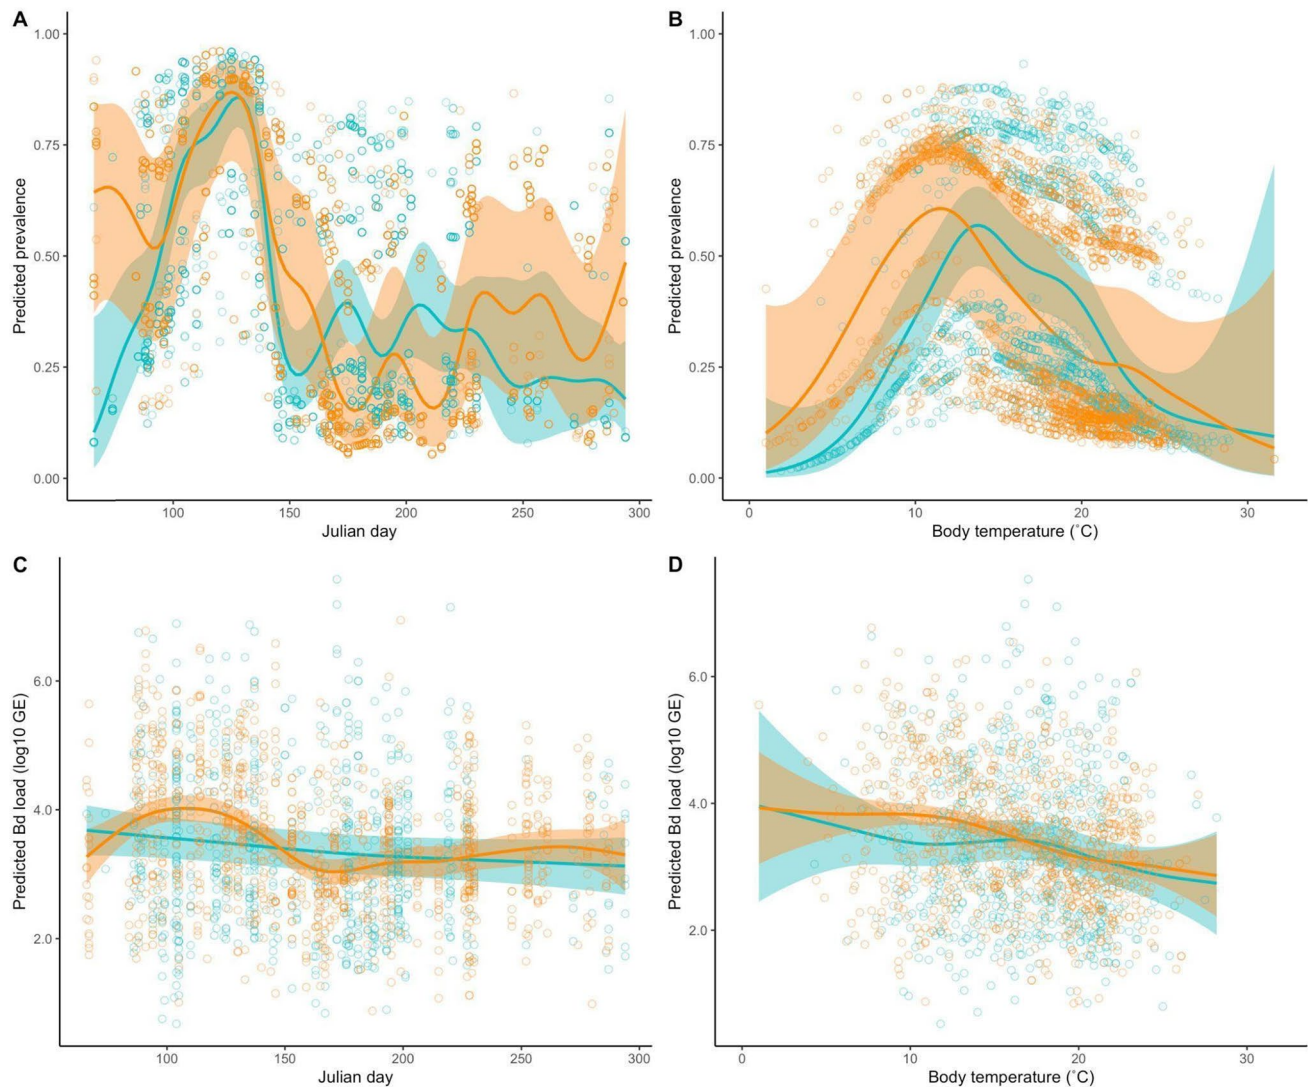 A
1.00
0.75
0.50
0.25
0.00
Predicted prevalence
100 150 200 250 300
Julian day
B
1.00
0.75
0.50
0.25
0.00
Predicted prevalence
0 10 20 30
Body temperature (°C)
C
6.0
4.0
2.0
Predicted Bd load (log10 GE)
100 150 200 250 300
Julian day
D
6.0
4.0
2.0
Predicted Bd load (log10 GE)
0 10 20 30
Body temperature (°C)